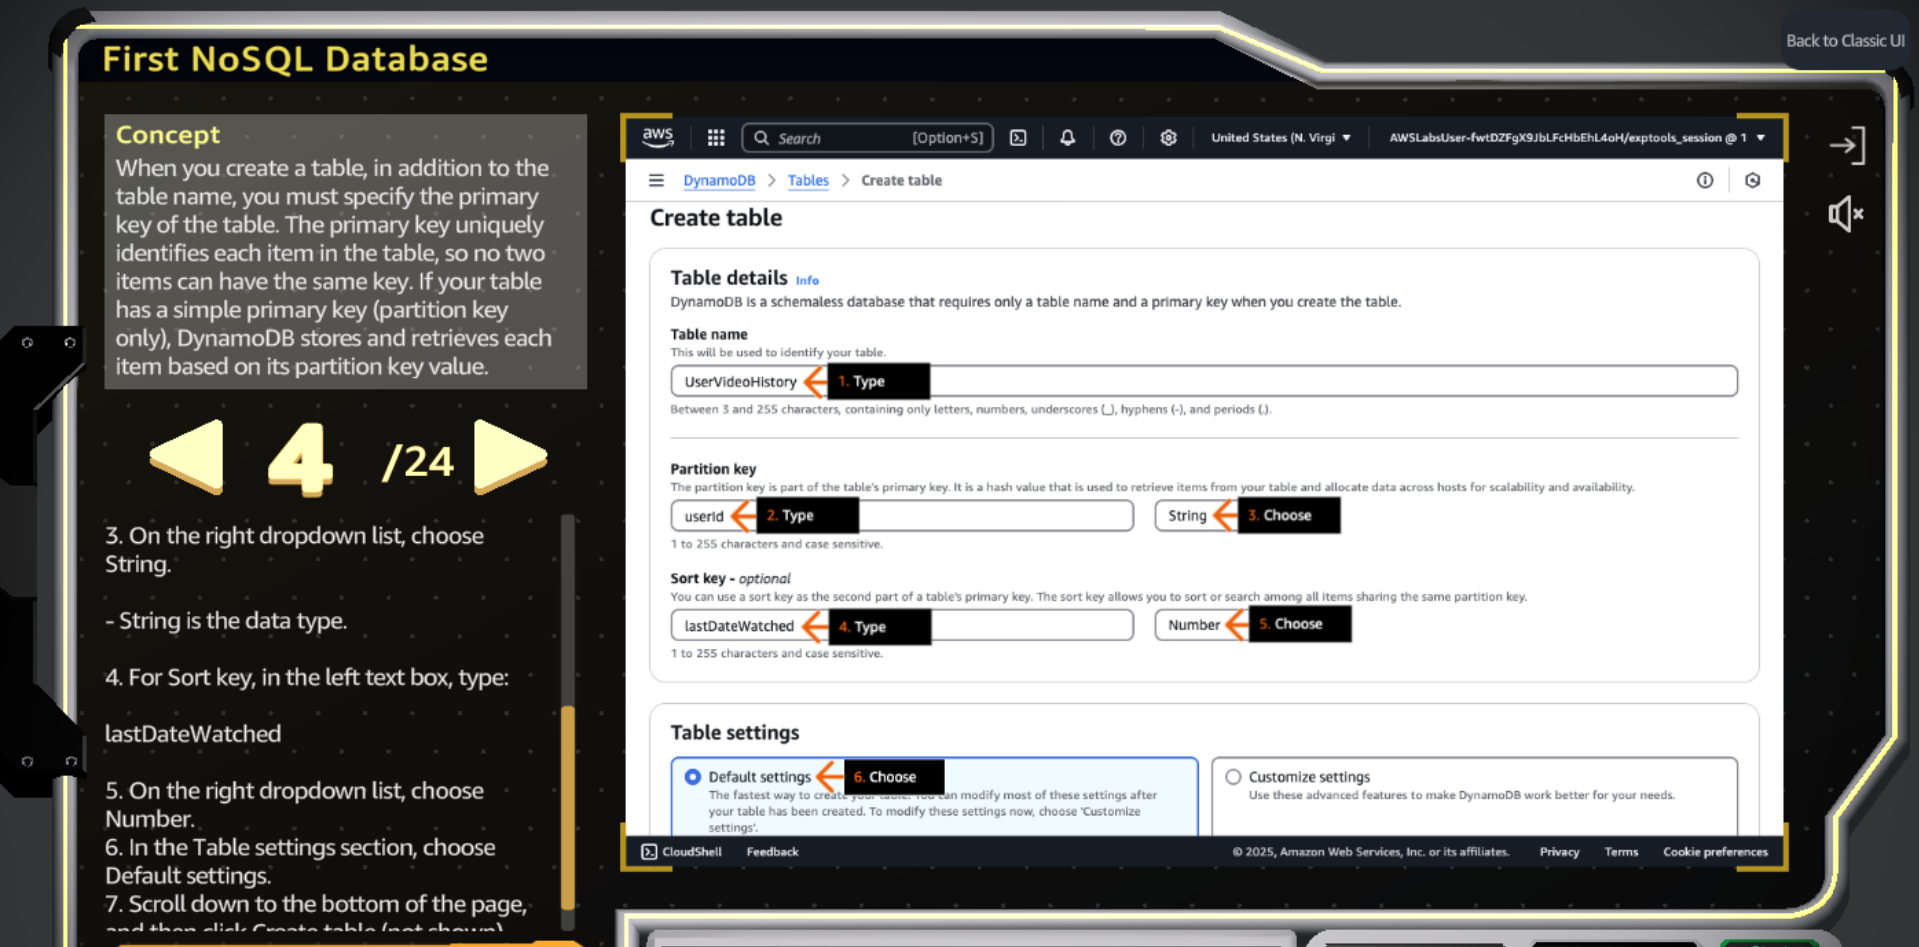 Back to Classic UI
First NoSQL Database
Concept
When you create a table, in addition to the
table name, you must specify the primary
key of the table. The primary key uniquely
identifies each item in the table, so no two
items can have the same key. If your table
has a simple primary key (partition key
only), DynamoDB stores and retrieves each
item based on its partition key value.
4 /24
3. On the right dropdown list, choose
String.
- String is the data type.
4. For Sort key, in the left text box, type:
lastDateWatched
5. On the right dropdown list, choose
Number.
6. In the Table settings section, choose
Default settings.
7. Scroll down to the bottom of the page,
and then click Create table (not shown)
aws Search [Option+S] United States (N. Virgi AWSLabsUser-fwtDZFgX9JbLFcHbEhL4oH/exptools_session @ 1
DynamoDB > Tables > Create table
Create table
Table details Info
DynamoDB is a schemaless database that requires only a table name and a primary key when you create the table.
Table name
This will be used to identify your table.
UserVideoHistory 1. Type
Between 3 and 255 characters, containing only letters, numbers, underscores (_), hyphens (-), and periods (.).
Partition key
The partition key is part of the table's primary key. It is a hash value that is used to retrieve items from your table and allocate data across hosts for scalability and availability.
userId 2. Type String 3. Choose
1 to 255 characters and case sensitive.
Sort key - optional
You can use a sort key as the second part of a table's primary key. The sort key allows you to sort or search among all items sharing the same partition key.
lastDateWatched 4. Type Number 5. Choose
1 to 255 characters and case sensitive.
Table settings
Default settings 6. Choose
The fastest way to create your table. You can modify most of these settings after
your table has been created. To modify these settings now, choose 'Customize
settings'.
Customize settings
Use these advanced features to make DynamoDB work better for your needs.
CloudShell Feedback © 2025, Amazon Web Services, Inc. or its affiliates. Privacy Terms Cookie preferences